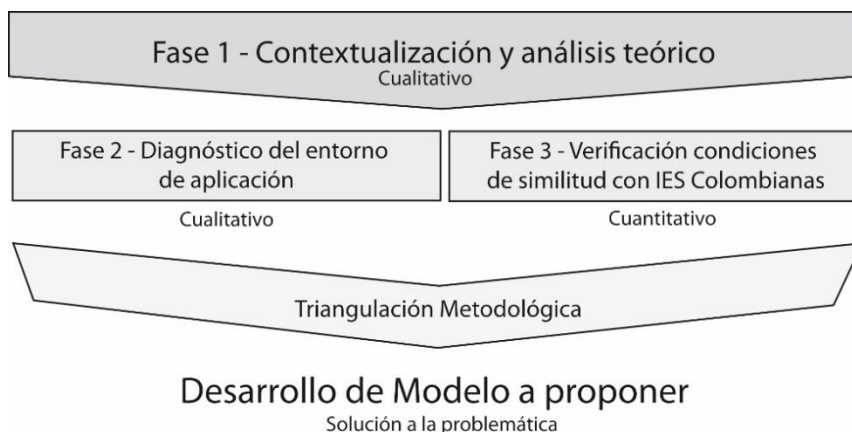 Fase 1 - Contextualización y análisis teórico
Cualitativo
Fase 2 - Diagnóstico del entorno
de aplicación
Cualitativo
Fase 3 - Verificación condiciones
de similitud con IES Colombianas
Cuantitativo
Triangulación Metodológica
Desarrollo de Modelo a proponer
Solución a la problemática